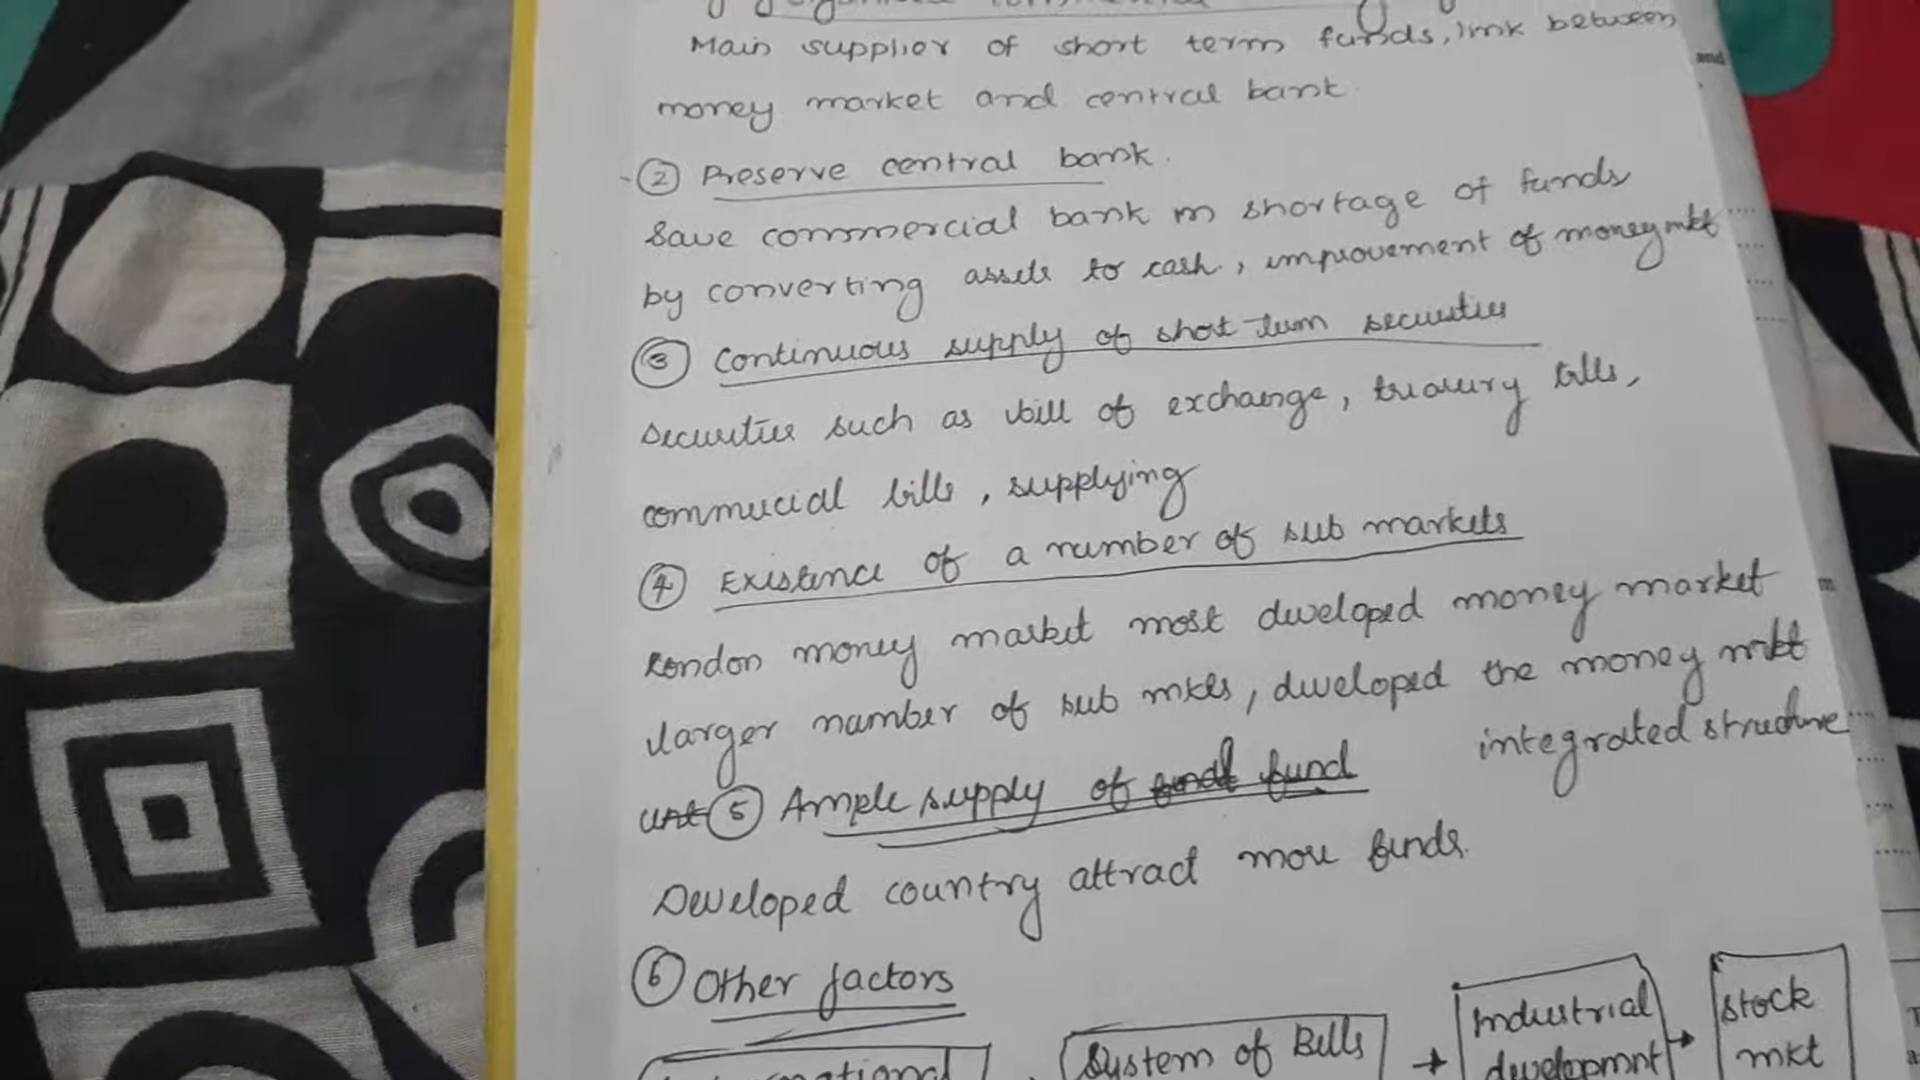 Main supplier of short term funds, link between
money market and central bank.
② Preserve central bank.
Save commercial bank in shortage of funds
by converting assets to cash, improvement of money mkt
③ Continuous supply of short term securities
Securities such as bill of exchange, treasury bills,
commercial bills, supplying
④ Existence of a number of sub markets
London money market most developed money market
larger number of sub mkts, developed the money mkt
integrated structure
⑤ Ample supply of fund
Developed country attract more funds.
⑥ Other factors
System of Bills → Industrial → Stock
developmnt mkt
and